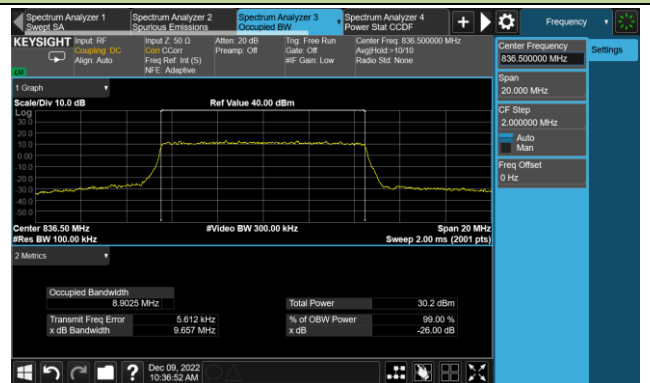 Spectrum Analyzer 1
Swept SA
Spectrum Analyzer 2
Spurious Emissions
Spectrum Analyzer 3
Occupied BW
Spectrum Analyzer 4
Power Stat CCDF
Frequency
KEYSIGHT
Input: RF
Coupling: DC
Align: Auto
Input Z: 50 Ω
Corr CCorr
Freq Ref: Int (S)
NFE: Adaptive
Atten: 20 dB
Preamp: Off
Trig: Free Run
Gate: Off
#IF Gain: Low
Center Freq: 836.500000 MHz
Avg|Hold:>10/10
Radio Std: None
Center Frequency
836.500000 MHz
Settings
Span
20.000 MHz
CF Step
2.000000 MHz
Auto
Man
Freq Offset
0 Hz
1 Graph
Scale/Div 10.0 dB
Ref Value 40.00 dBm
Log
30.0
20.0
10.0
0.00
-10.0
-20.0
-30.0
-40.0
-50.0
Center 836.50 MHz
#Video BW 300.00 kHz
Span 20 MHz
#Res BW 100.00 kHz
Sweep 2.00 ms (2001 pts)
2 Metrics
Occupied Bandwidth
8.9025 MHz
Total Power 30.2 dBm
Transmit Freq Error 5.612 kHz
% of OBW Power 99.00 %
x dB Bandwidth 9.657 MHz
x dB -26.00 dB
Dec 09, 2022
10:36:52 AM